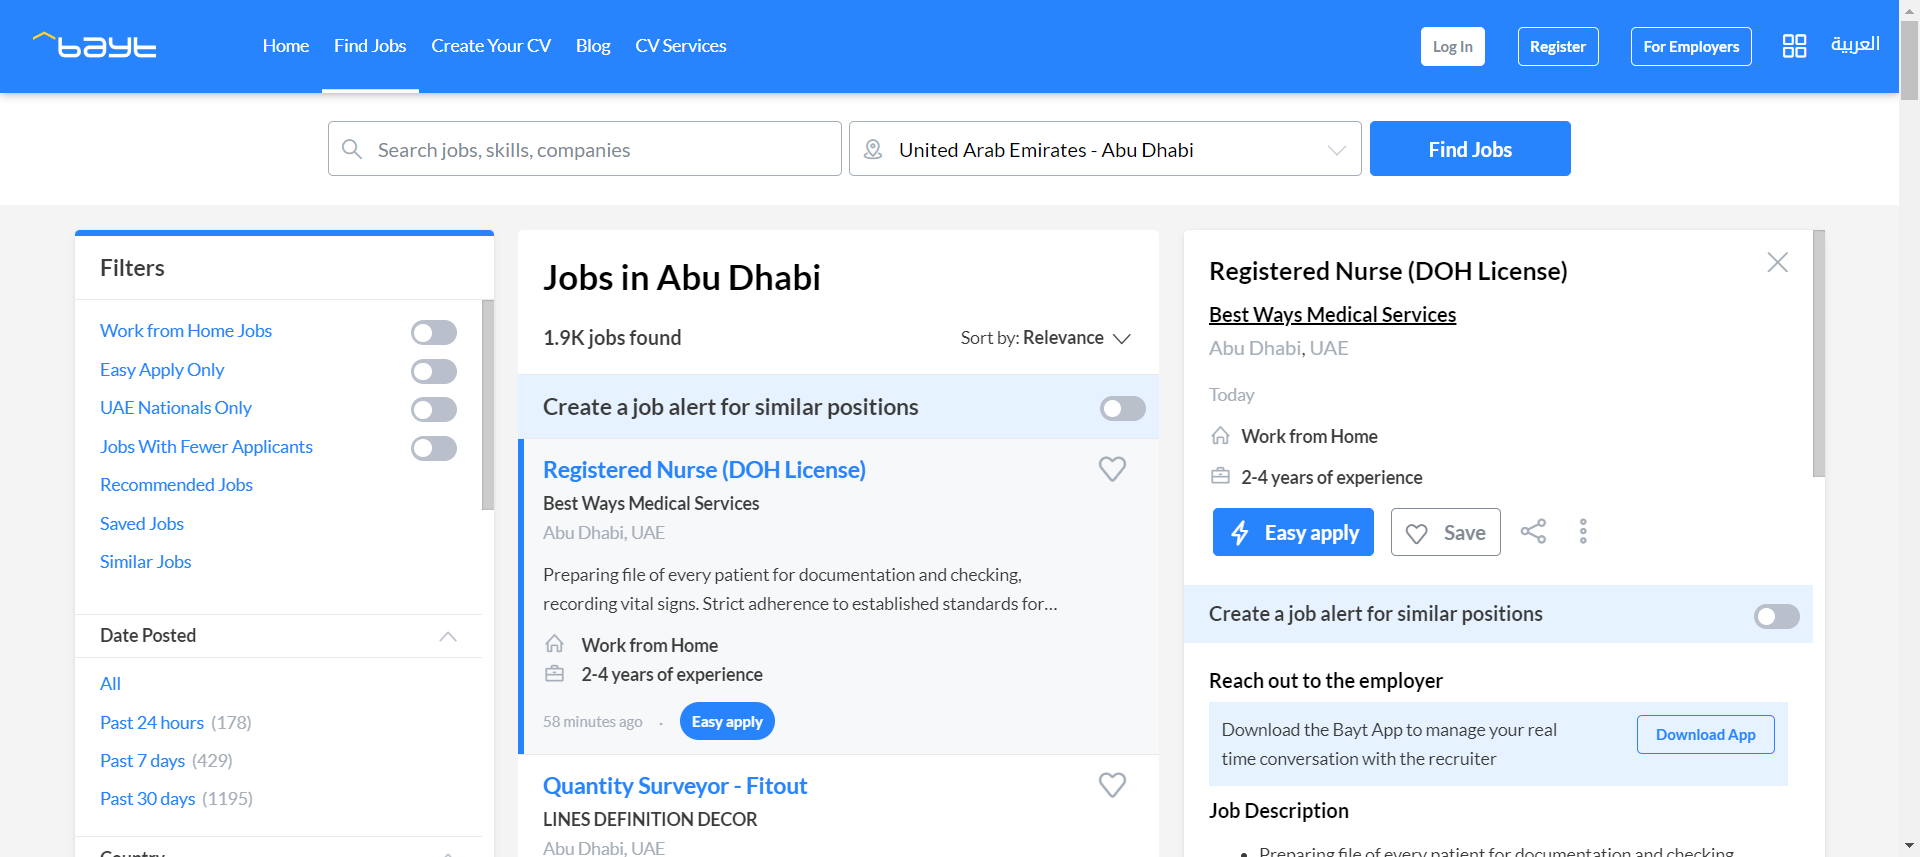 bayt
Home Find Jobs Create Your CV Blog CV Services
Log In Register For Employers العربية
Search jobs, skills, companies
United Arab Emirates - Abu Dhabi
Find Jobs
Filters
Work from Home Jobs
Easy Apply Only
UAE Nationals Only
Jobs With Fewer Applicants
Recommended Jobs
Saved Jobs
Similar Jobs
Date Posted
All
Past 24 hours (178)
Past 7 days (429)
Past 30 days (1195)
Country
Jobs in Abu Dhabi
1.9K jobs found
Sort by: Relevance
Create a job alert for similar positions
Registered Nurse (DOH License)
Best Ways Medical Services
Abu Dhabi, UAE
Preparing file of every patient for documentation and checking,
recording vital signs. Strict adherence to established standards for…
Work from Home
2-4 years of experience
58 minutes ago · Easy apply
Quantity Surveyor - Fitout
LINES DEFINITION DECOR
Abu Dhabi, UAE
Registered Nurse (DOH License)
Best Ways Medical Services
Abu Dhabi, UAE
Today
Work from Home
2-4 years of experience
Easy apply
Save
Create a job alert for similar positions
Reach out to the employer
Download the Bayt App to manage your real
time conversation with the recruiter
Download App
Job Description
• Preparing file of every patient for documentation and checking,